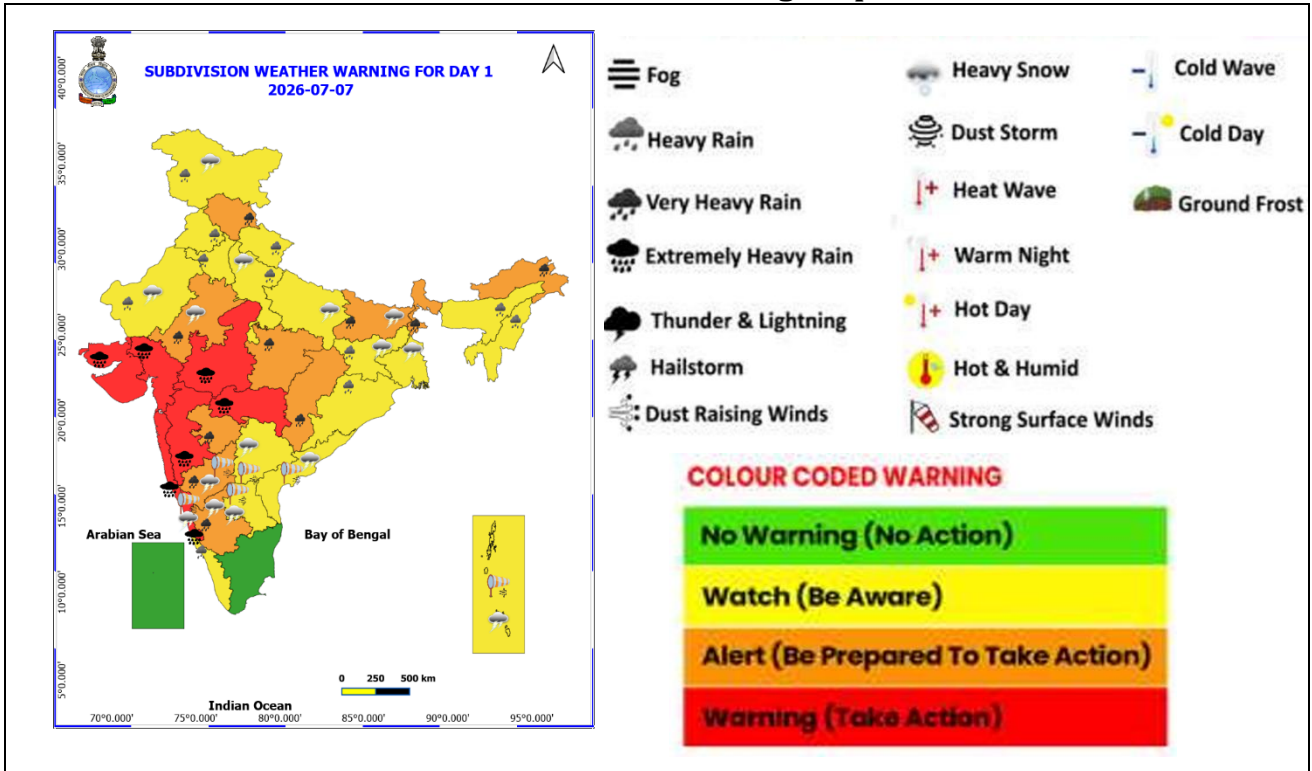 SUBDIVISION WEATHER WARNING FOR DAY 1
2026-07-07
40°0.000'
35°0.000'
30°0.000'
25°0.000'
20°0.000'
15°0.000'
10°0.000'
5°0.000'
Arabian Sea
Bay of Bengal
0 250 500 km
Indian Ocean
70°0.000' 75°0.000' 80°0.000' 85°0.000' 90°0.000' 95°0.000'
Fog
Heavy Rain
Very Heavy Rain
Extremely Heavy Rain
Thunder & Lightning
Hailstorm
Dust Raising Winds
Heavy Snow
Dust Storm
Heat Wave
Warm Night
Hot Day
Hot & Humid
Strong Surface Winds
Cold Wave
Cold Day
Ground Frost
COLOUR CODED WARNING
No Warning (No Action)
Watch (Be Aware)
Alert (Be Prepared To Take Action)
Warning (Take Action)